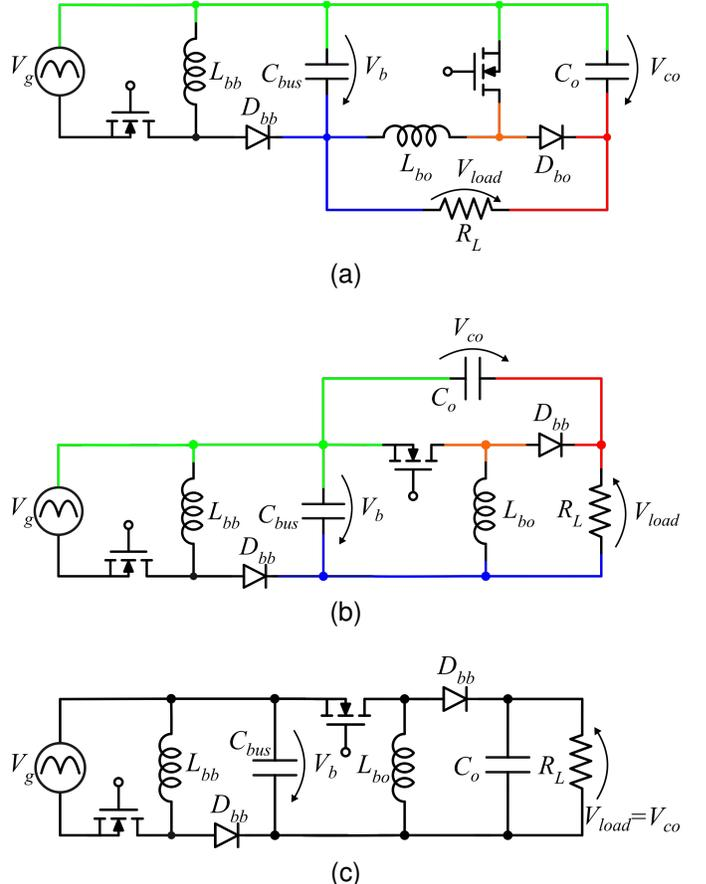 V_g
L_bb
C_bus
V_b
C_o
V_co
D_bb
L_bo
V_load
D_bo
R_L
(a)
V_co
C_o
D_bb
V_g
L_bb
C_bus
V_b
L_bo
R_L
V_load
D_bb
(b)
D_bb
C_bus
V_g
L_bb
V_b
L_bo
C_o
R_L
D_bb
V_load=V_co
(c)